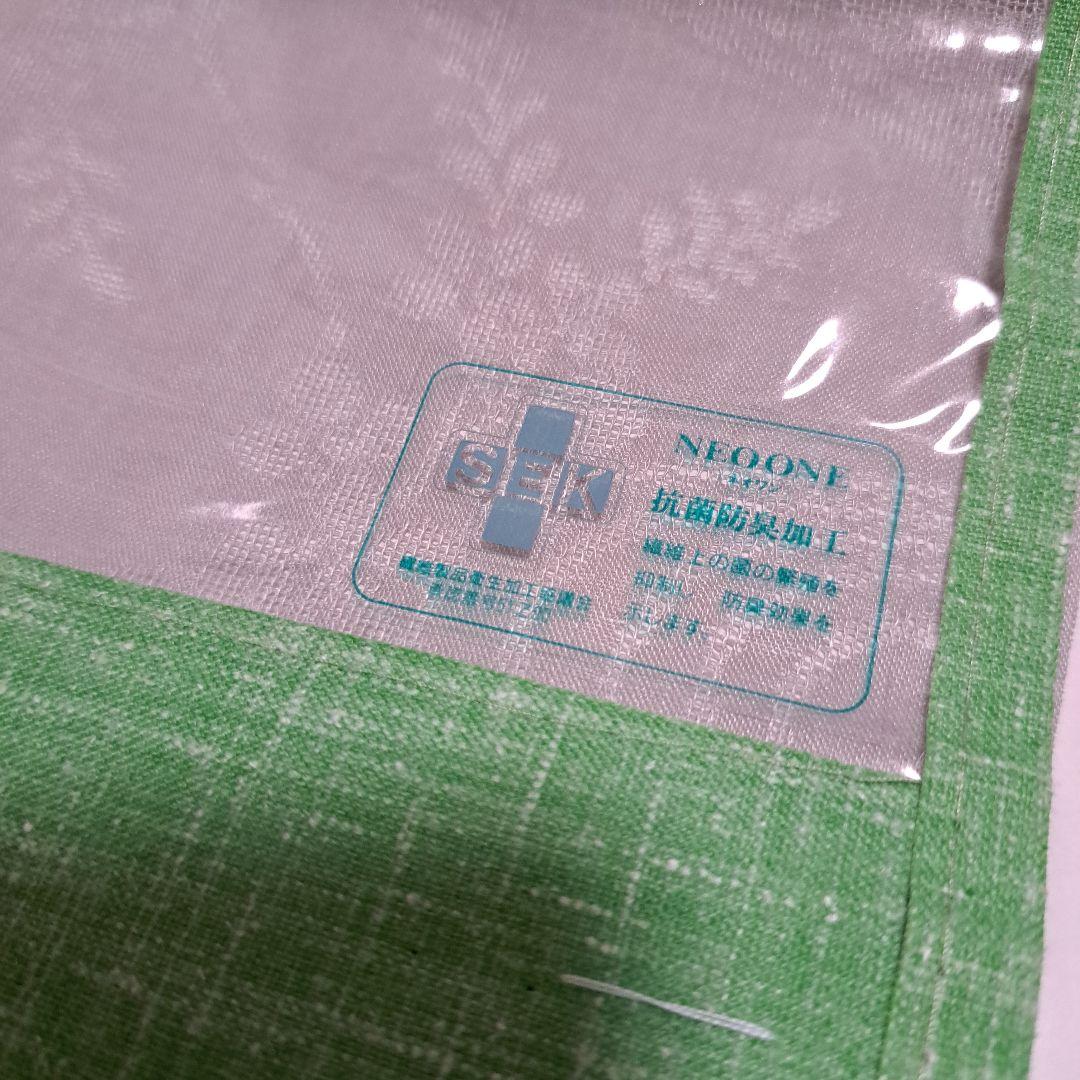 SEK
繊維製品衛生加工協議会
NEO-ONE
ネオワン
抗菌防臭加工
繊維上の菌の繁殖を
抑制し 防臭効果を
示します。